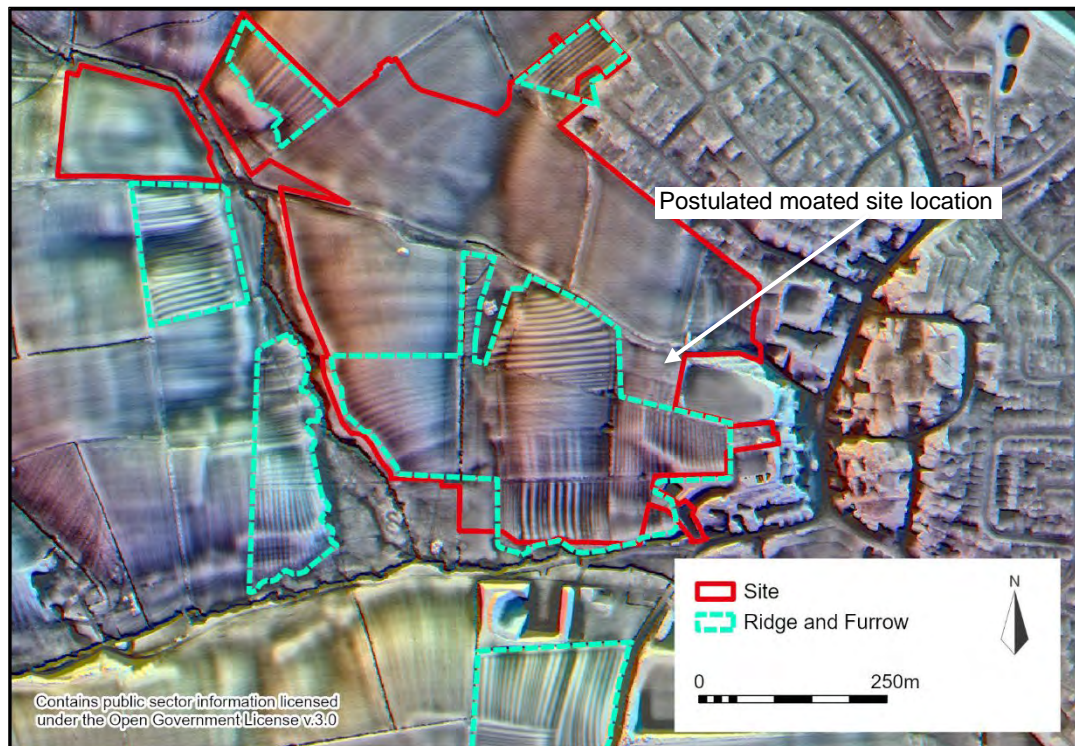 Postulated moated site location
Site
Ridge and Furrow
N
0 250m
Contains public sector information licensed
under the Open Government License v.3.0